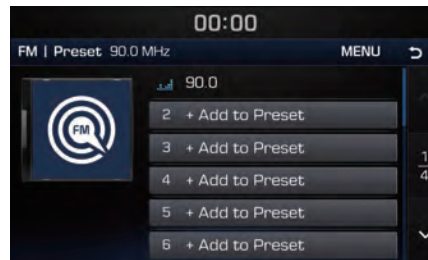 00:00
FM | Preset 90.0 MHz MENU
90.0
FM
2 + Add to Preset
3 + Add to Preset
1
4
4 + Add to Preset
5 + Add to Preset
6 + Add to Preset